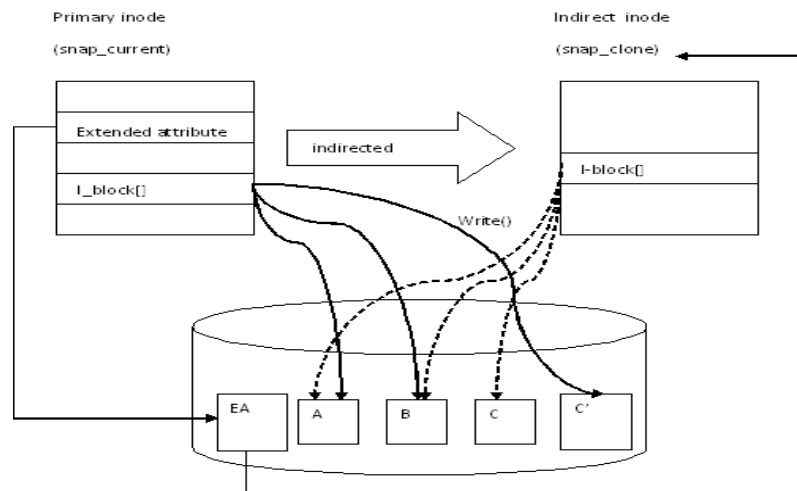 Primary inode
(snap_current)
Indirect inode
(snap_clone)
Extended attribute
I_block[]
indirected
I-block[]
Write()
EA
A
B
C
C'